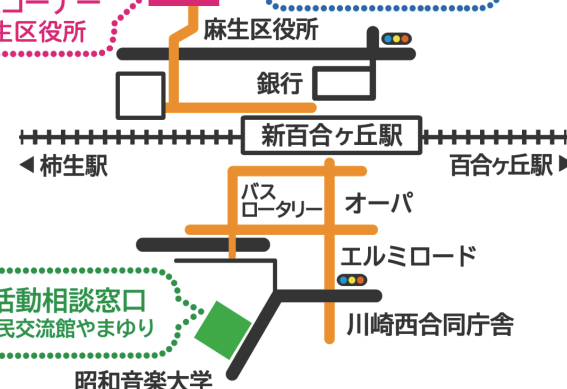 コーナー
生区役所
麻生区役所
銀行
新百合ヶ丘駅
◀柿生駅
百合ヶ丘駅▶
バス
ロータリー
オーパ
エルミロード
活動相談窓口
民交流館やまゆり
川崎西合同庁舎
昭和音楽大学